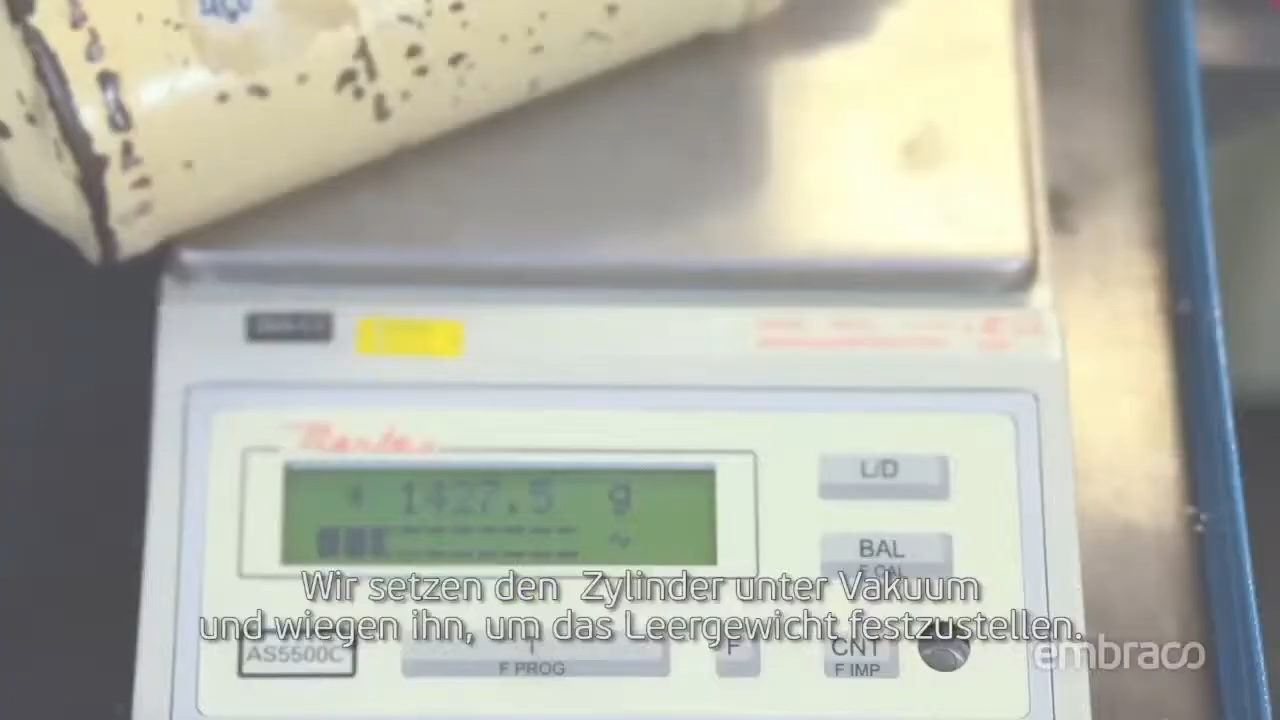 1427.5 g
L/D
BAL
F CAL
Wir setzen den Zylinder unter Vakuum
und wiegen ihn, um das Leergewicht festzustellen.
AS5500C
T
F PROG
F
CNT
F IMP
embraco